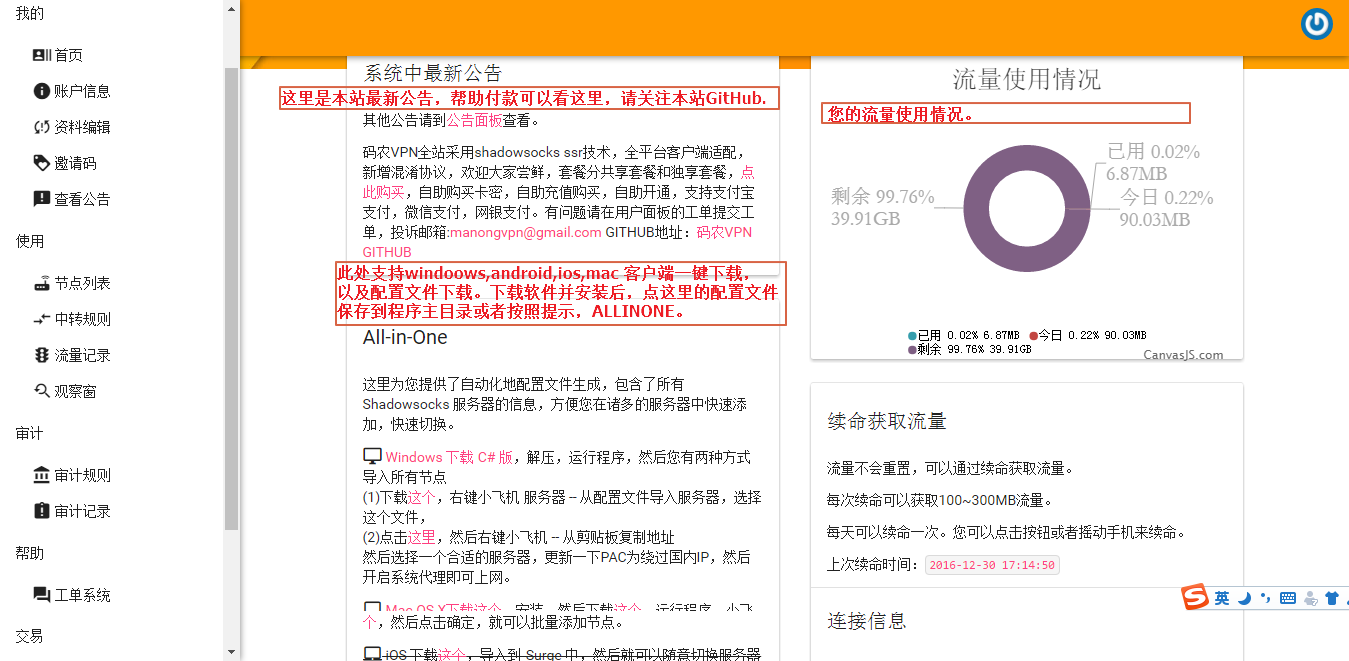 我的
首页
账户信息
资料编辑
邀请码
查看公告
使用
节点列表
中转规则
流量记录
观察窗
审计
审计规则
审计记录
帮助
工单系统
交易
系统中最新公告
这里是本站最新公告，帮助付款可以看这里，请关注本站GitHub.
其他公告请到公告面板查看。
码农VPN全站采用shadowsocks ssr技术，全平台客户端适配，
新增混淆协议，欢迎大家尝鲜，套餐分共享套餐和独享套餐，点
此购买，自助购买卡密，自助充值购买，自助开通，支持支付宝
支付，微信支付，网银支付。有问题请在用户面板的工单提交工
单，投诉邮箱:manongvpn@gmail.com GITHUB地址：码农VPN
GITHUB
此处支持windoows,android,ios,mac 客户端一键下载，
以及配置文件下载。下载软件并安装后，点这里的配置文件
保存到程序主目录或者按照提示，ALLINONE。
All-in-One
这里为您提供了自动化地配置文件生成，包含了所有
Shadowsocks 服务器的信息，方便您在诸多的服务器中快速添
加，快速切换。
Windows 下载 C# 版，解压，运行程序，然后您有两种方式
导入所有节点
(1)下载这个，右键小飞机 服务器 – 从配置文件导入服务器，选择
这个文件，
(2)点击这里，然后右键小飞机 -- 从剪贴板复制地址
然后选择一个合适的服务器，更新一下PAC为绕过国内IP，然后
开启系统代理即可上网。
Mac OS X下载这个，安装，然后下载这个，运行程序，小飞
个，然后点击确定，就可以批量添加节点。
iOS 下载这个，导入到 Surge 中，然后就可以随意切换服务器
流量使用情况
您的流量使用情况。
已用 0.02%
6.87MB
今日 0.22%
90.03MB
剩余 99.76%
39.91GB
已用 0.02% 6.87MB 今日 0.22% 90.03MB
剩余 99.76% 39.91GB
CanvasJS.com
续命获取流量
流量不会重置，可以通过续命获取流量。
每次续命可以获取100~300MB流量。
每天可以续命一次。您可以点击按钮或者摇动手机来续命。
上次续命时间：2016-12-30 17:14:50
英
连接信息